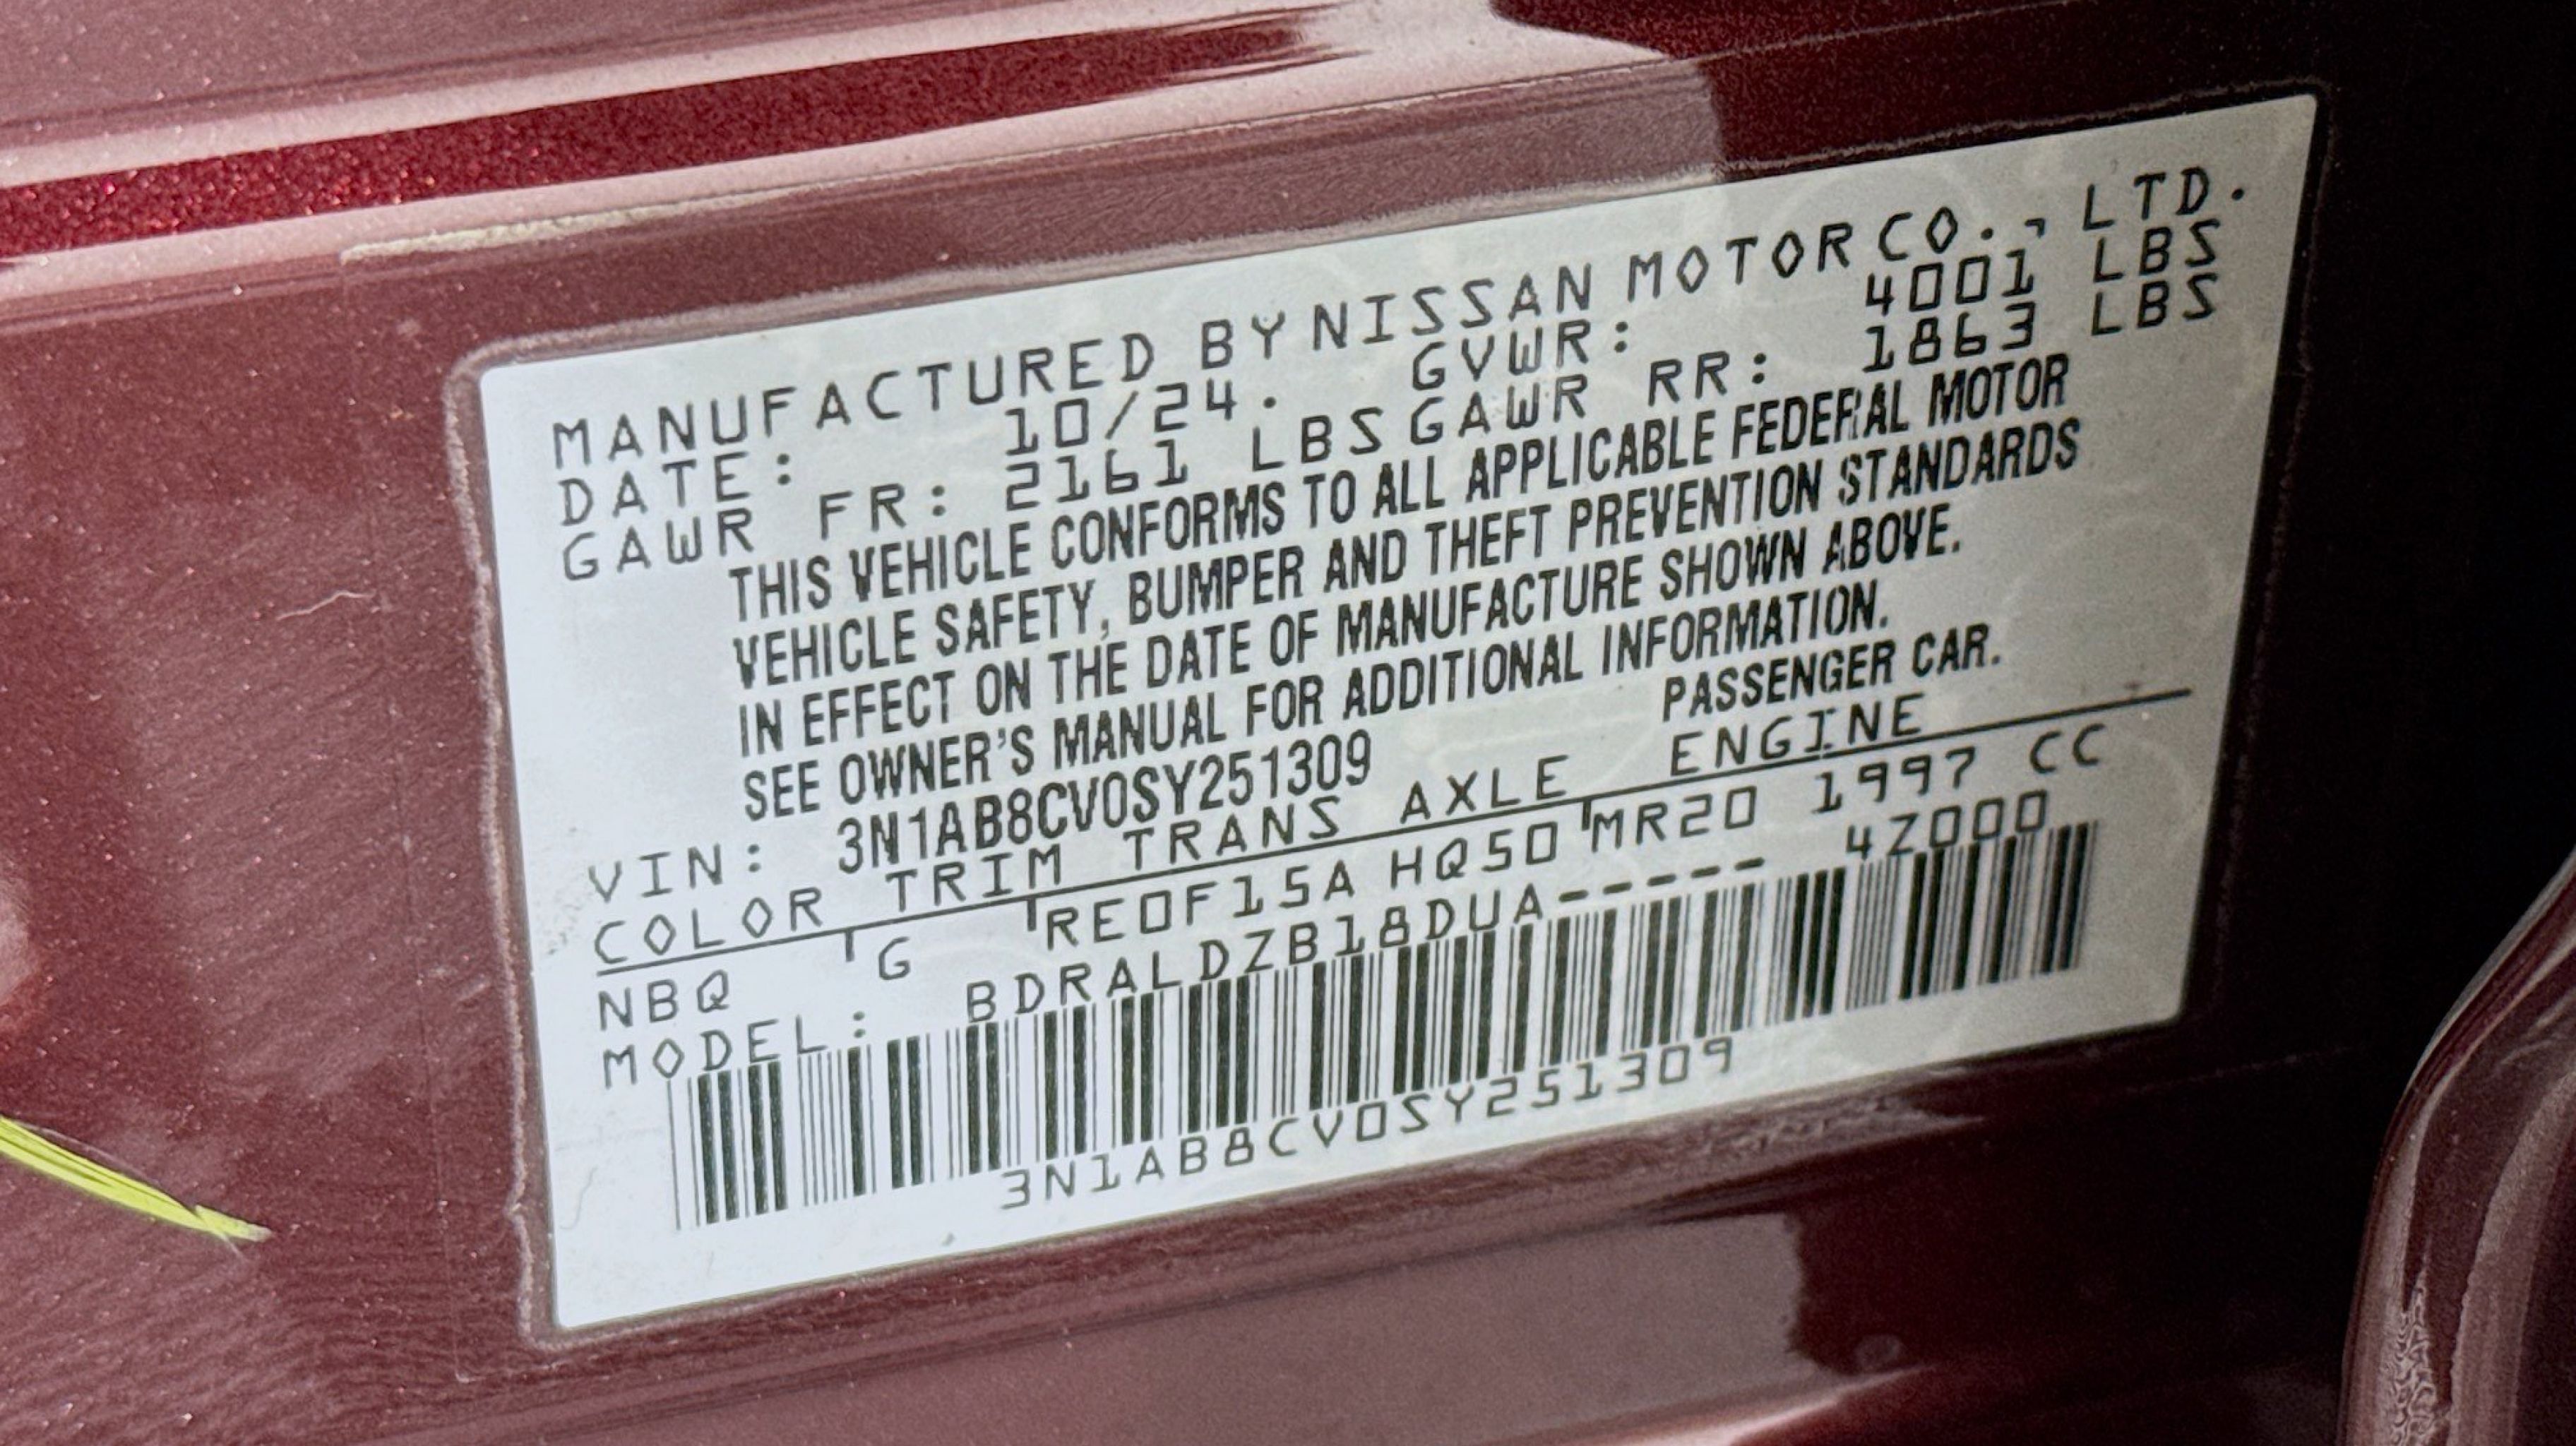 MANUFACTURED BY NISSAN MOTOR CO., LTD.
DATE: 10/24. GVWR: 4001 LBS
GAWR FR: 2161 LBS GAWR RR: 1863 LBS
THIS VEHICLE CONFORMS TO ALL APPLICABLE FEDERAL MOTOR
VEHICLE SAFETY, BUMPER AND THEFT PREVENTION STANDARDS
IN EFFECT ON THE DATE OF MANUFACTURE SHOWN ABOVE.
SEE OWNER'S MANUAL FOR ADDITIONAL INFORMATION.
VIN: 3N1AB8CV0SY251309 PASSENGER CAR.
COLOR TRIM TRANS AXLE ENGINE
NBQ G RE0F15A HQ50 MR20 1997 CC
MODEL: BDRALDZB18DUA----- 4Z000
3N1AB8CV0SY251309